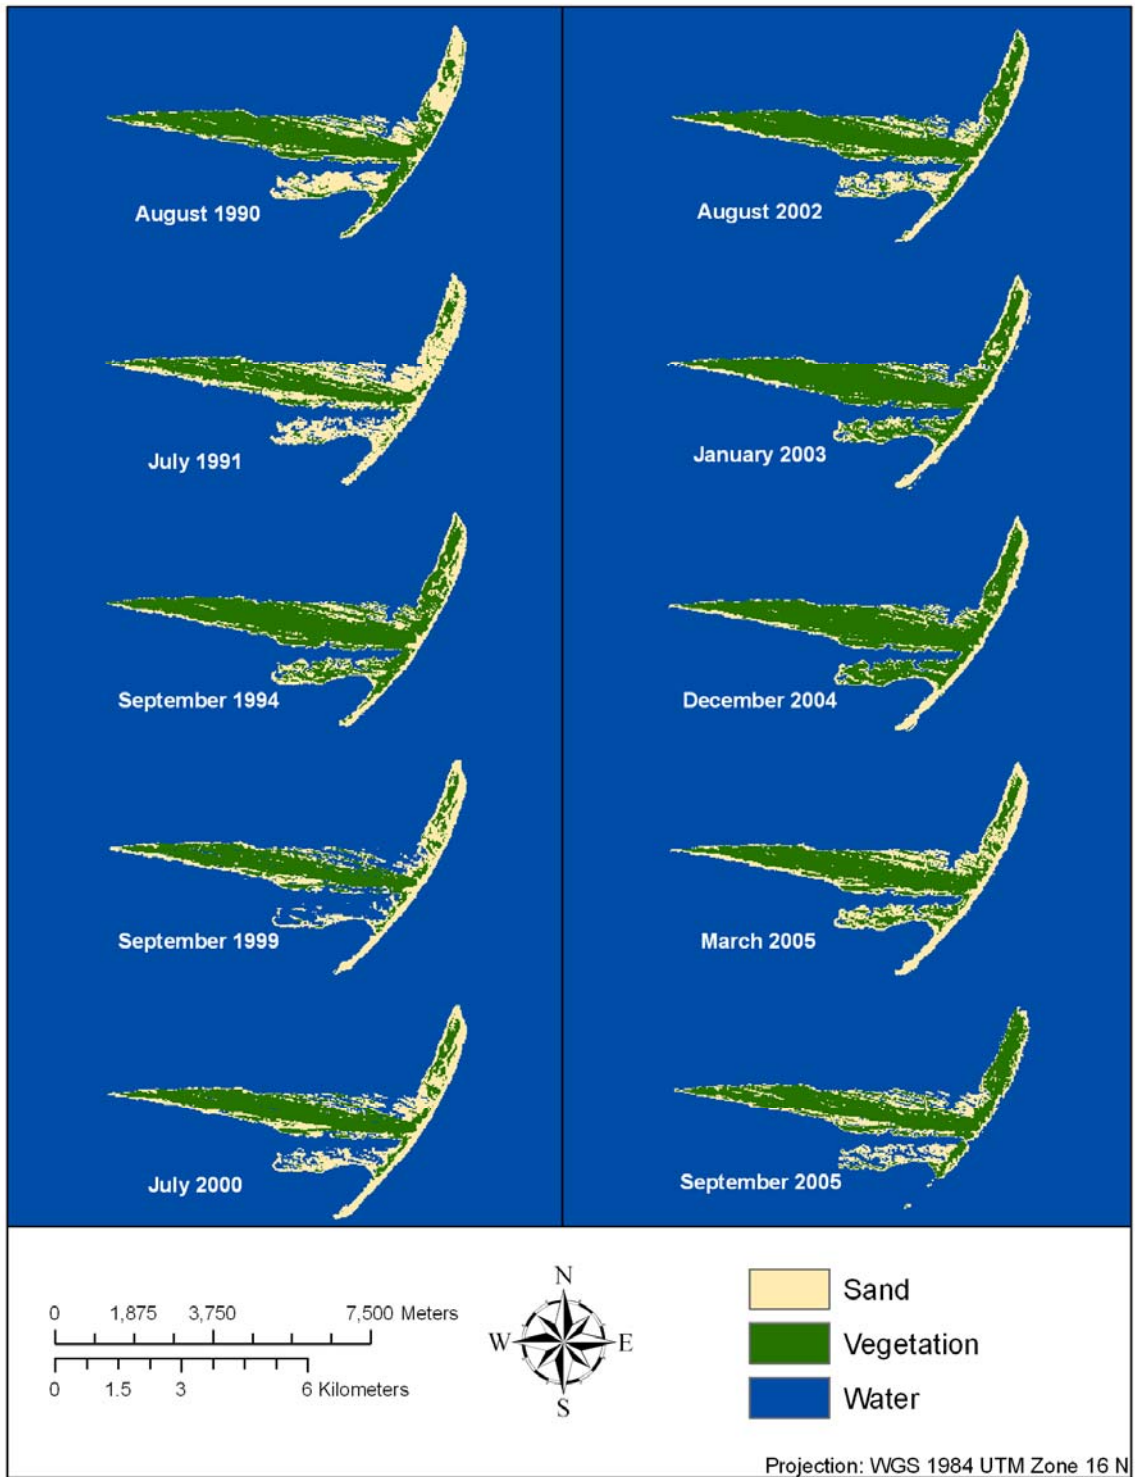 August 1990
August 2002
July 1991
January 2003
September 1994
December 2004
September 1999
March 2005
July 2000
September 2005
0 1,875 3,750 7,500 Meters
0 1.5 3 6 Kilometers
N
W E
S
Sand
Vegetation
Water
Projection: WGS 1984 UTM Zone 16 N